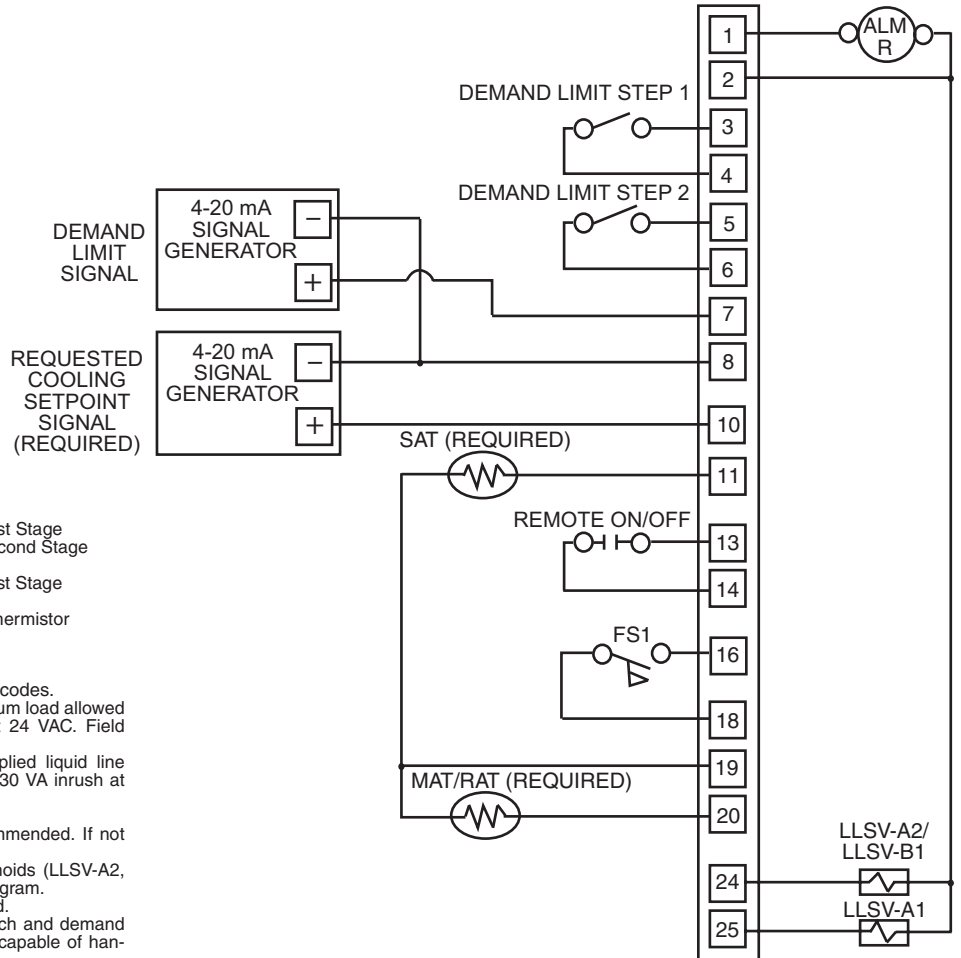 1
ALM
R
2
DEMAND LIMIT STEP 1
3
4
DEMAND LIMIT STEP 2
5
6
DEMAND
LIMIT
SIGNAL
4-20 mA
SIGNAL
GENERATOR
−
+
7
REQUESTED
COOLING
SETPOINT
SIGNAL
(REQUIRED)
4-20 mA
SIGNAL
GENERATOR
−
+
8
10
SAT (REQUIRED)
11
REMOTE ON/OFF
13
14
FS1
16
18
19
MAT/RAT (REQUIRED)
20
LLSV-A2/
LLSV-B1
24
LLSV-A1
25
st Stage
cond Stage
st Stage
hermistor
codes.
um load allowed
t 24 VAC. Field
plied liquid line
30 VA inrush at
mmended. If not
noids (LLSV-A2,
gram.
d.
ch and demand
capable of han-